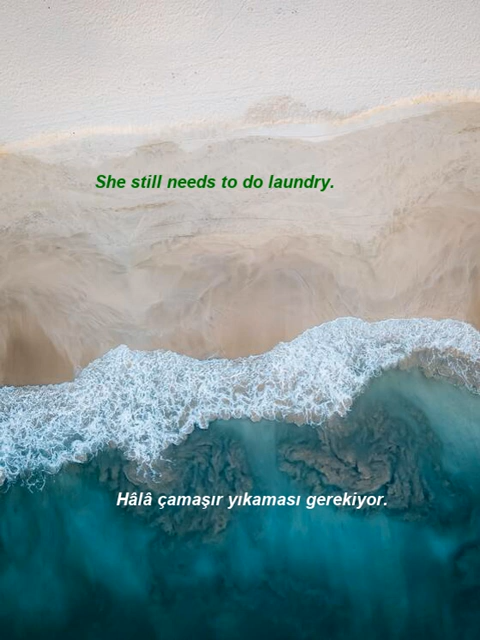 She still needs to do laundry.
Hâlâ çamaşır yıkaması gerekiyor.